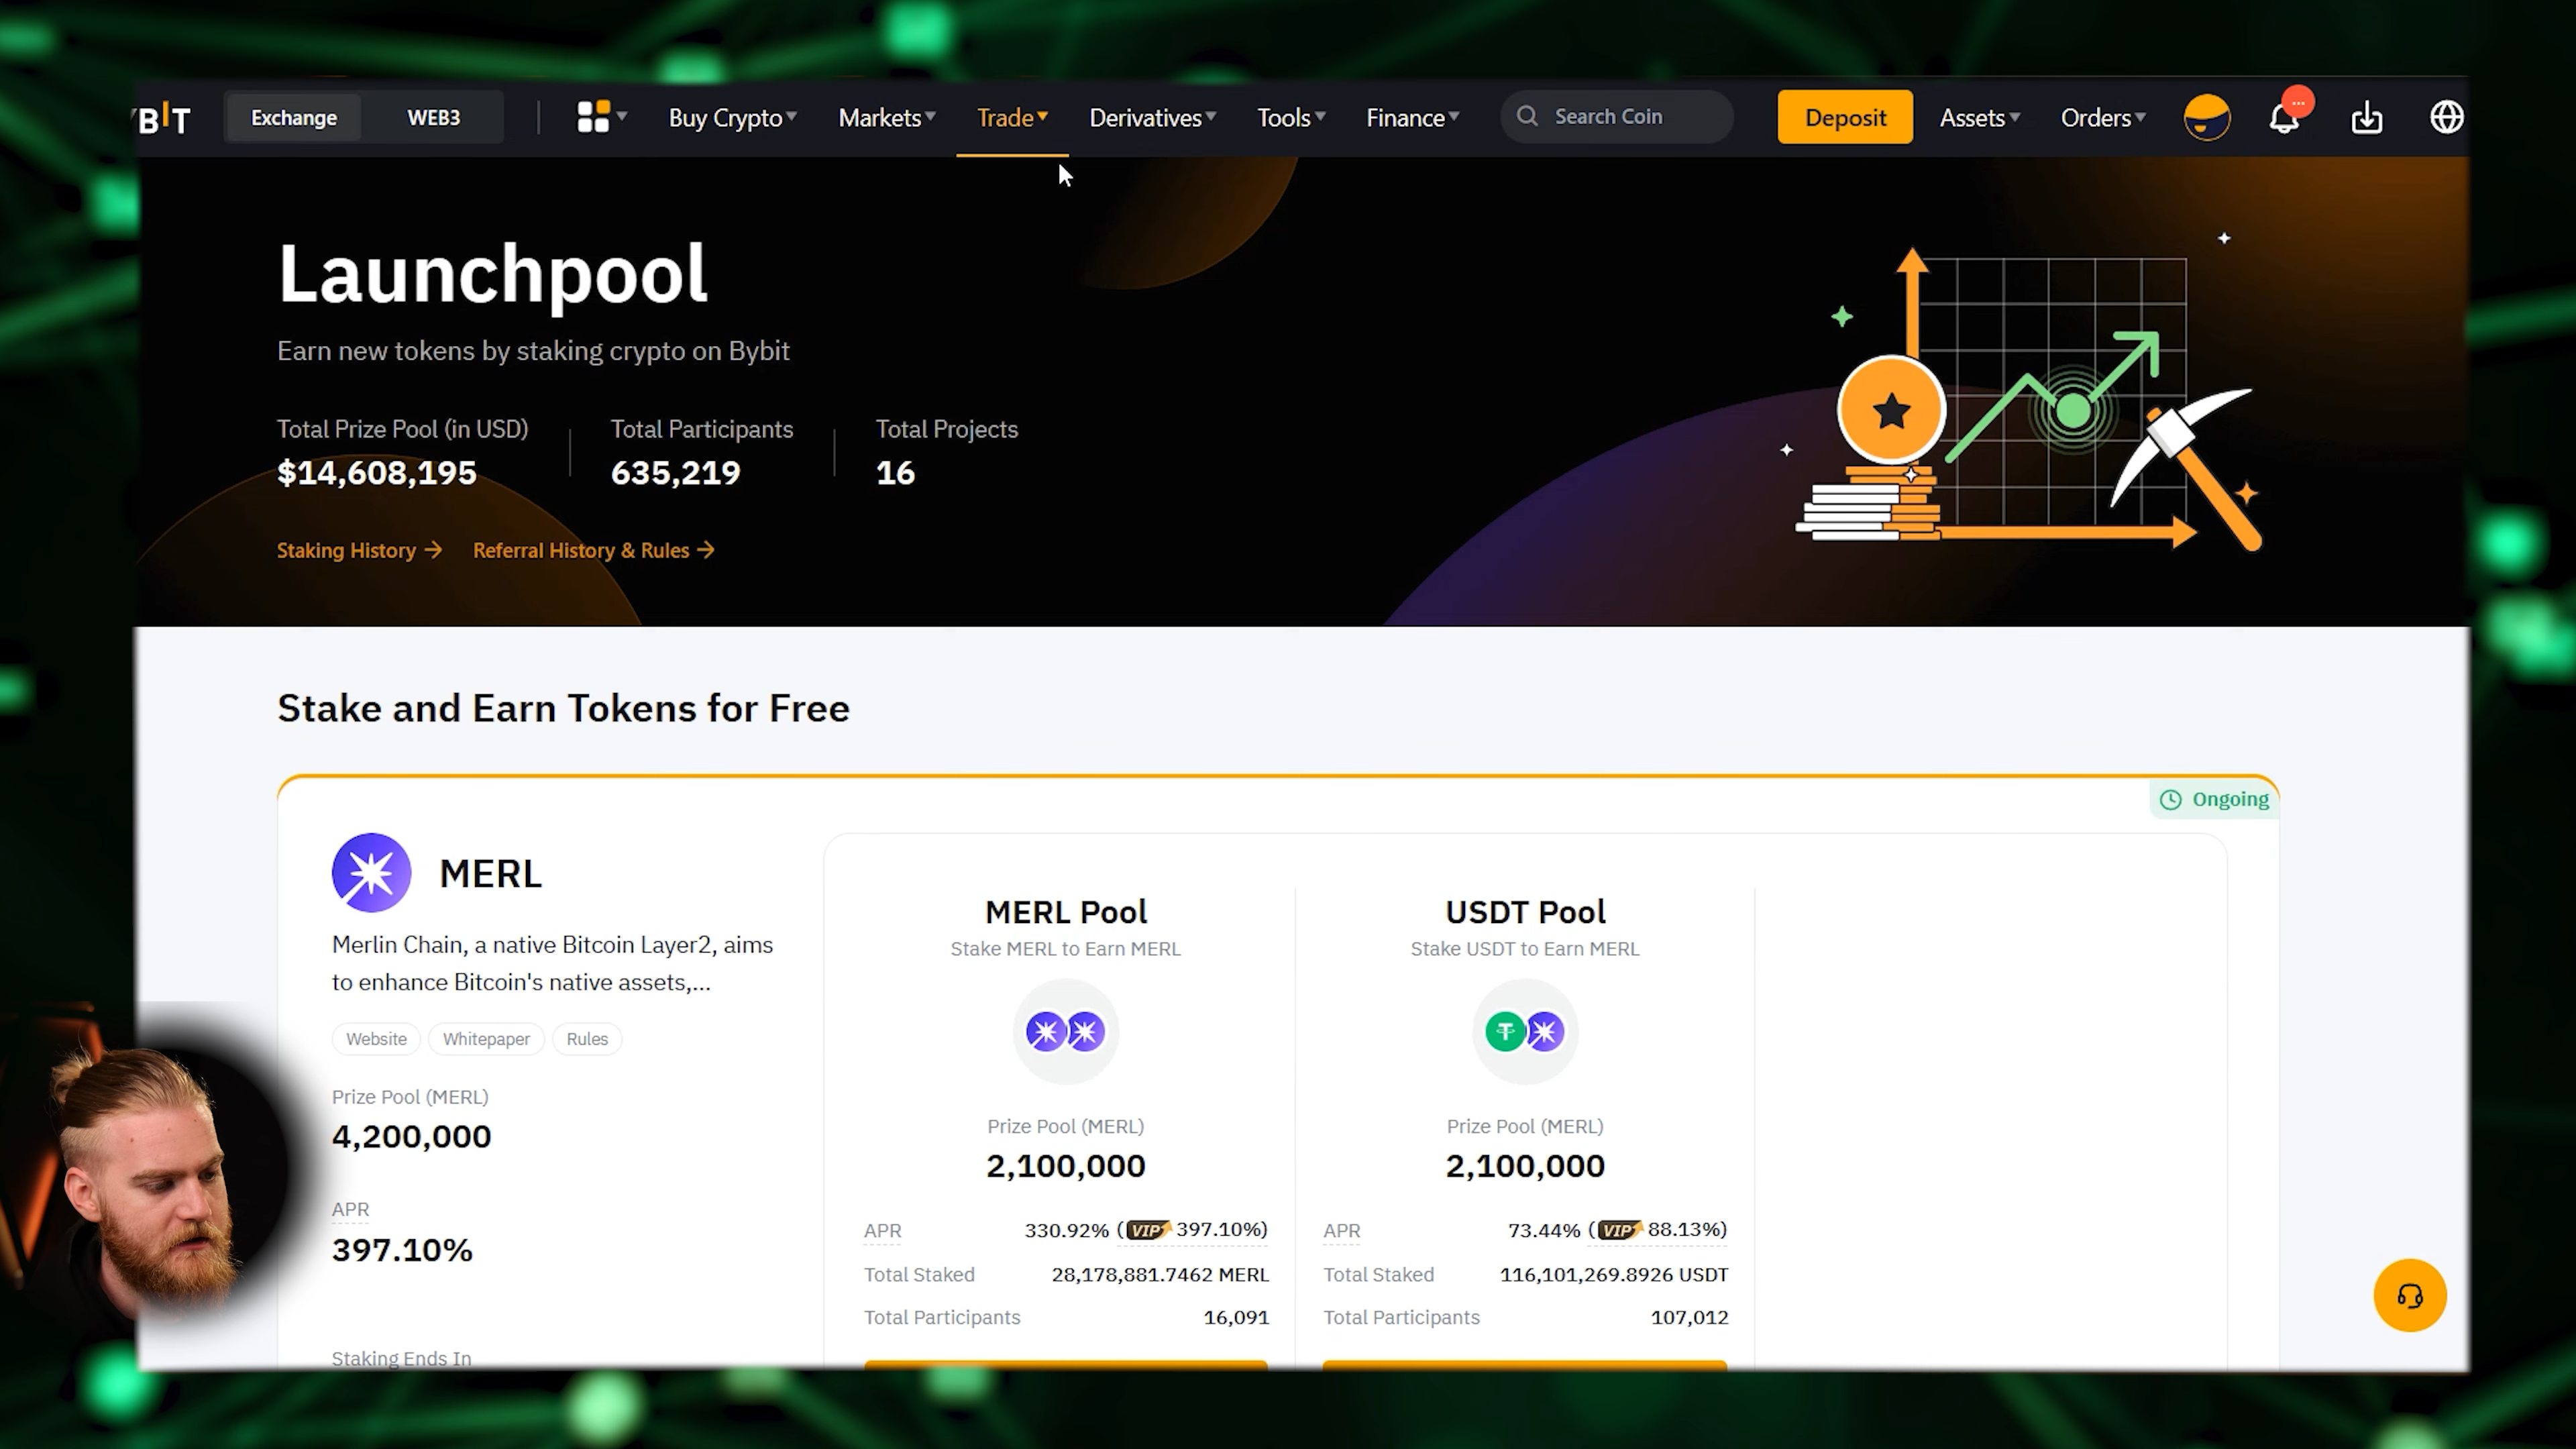 BYBIT
Exchange WEB3 Buy Crypto Markets Trade Derivatives Tools Finance Search Coin Deposit Assets Orders
Launchpool
Earn new tokens by staking crypto on Bybit
Total Prize Pool (in USD) Total Participants Total Projects
$14,608,195 635,219 16
Staking History → Referral History & Rules →
Stake and Earn Tokens for Free
Ongoing
MERL
Merlin Chain, a native Bitcoin Layer2, aims
to enhance Bitcoin's native assets,...
Website Whitepaper Rules
Prize Pool (MERL)
4,200,000
APR
397.10%
Staking Ends In
MERL Pool
Stake MERL to Earn MERL
Prize Pool (MERL)
2,100,000
APR 330.92% (VIP 397.10%)
Total Staked 28,178,881.7462 MERL
Total Participants 16,091
USDT Pool
Stake USDT to Earn MERL
Prize Pool (MERL)
2,100,000
APR 73.44% (VIP 88.13%)
Total Staked 116,101,269.8926 USDT
Total Participants 107,012